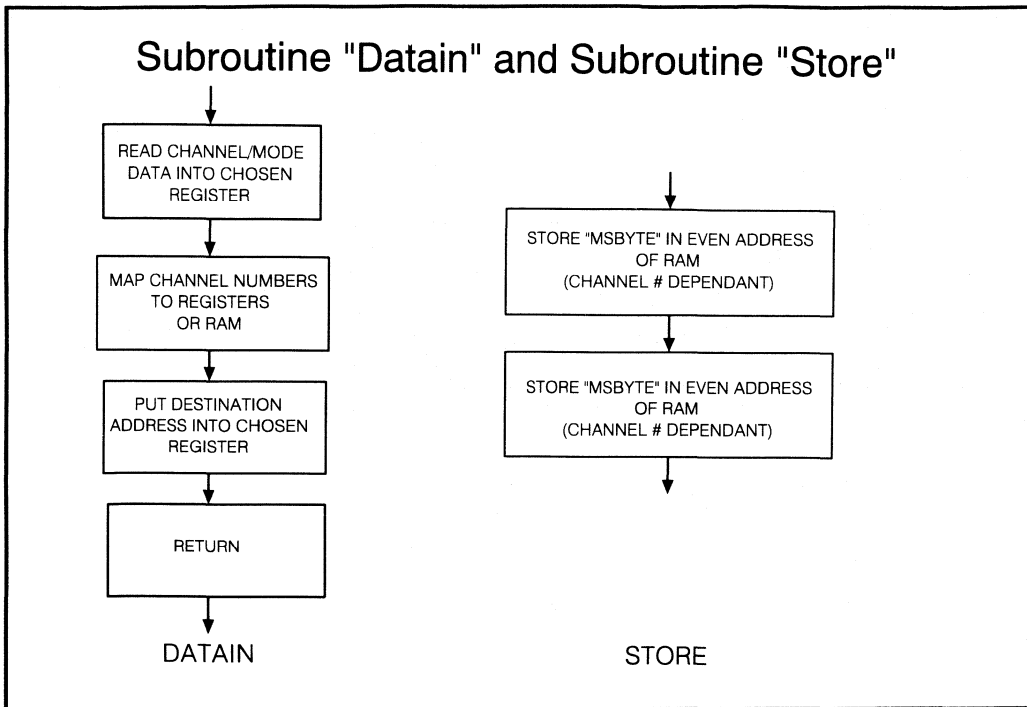 Subroutine "Datain" and Subroutine "Store"
READ CHANNEL/MODE
DATA INTO CHOSEN
REGISTER
MAP CHANNEL NUMBERS
TO REGISTERS
OR RAM
PUT DESTINATION
ADDRESS INTO CHOSEN
REGISTER
RETURN
DATAIN
STORE "MSBYTE" IN EVEN ADDRESS
OF RAM
(CHANNEL # DEPENDANT)
STORE "MSBYTE" IN EVEN ADDRESS
OF RAM
(CHANNEL # DEPENDANT)
STORE